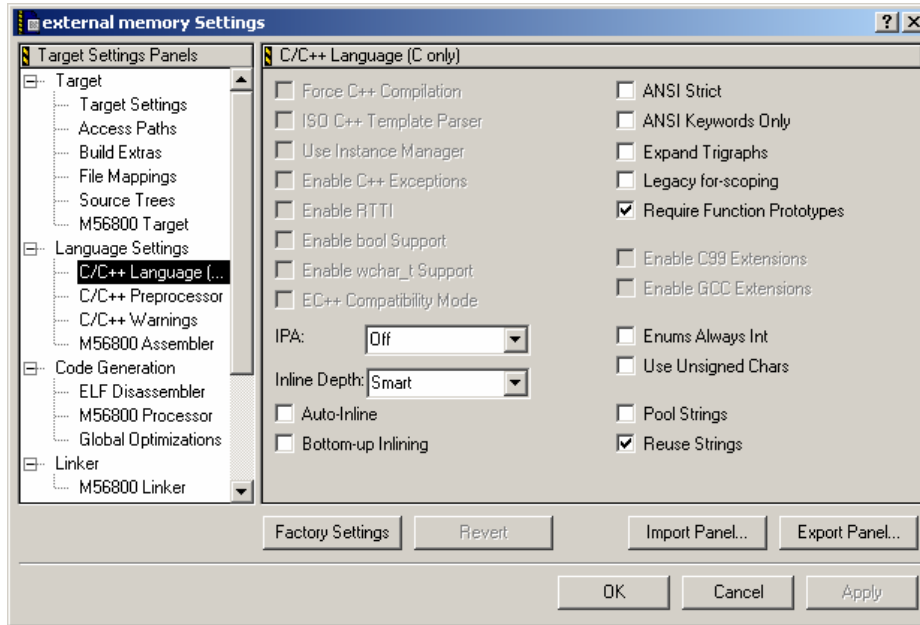 external memory Settings
Target Settings Panels
Target
Target Settings
Access Paths
Build Extras
File Mappings
Source Trees
M56800 Target
Language Settings
C/C++ Language (...
C/C++ Preprocessor
C/C++ Warnings
M56800 Assembler
Code Generation
ELF Disassembler
M56800 Processor
Global Optimizations
Linker
M56800 Linker
C/C++ Language (C only)
Force C++ Compilation
ISO C++ Template Parser
Use Instance Manager
Enable C++ Exceptions
Enable RTTI
Enable bool Support
Enable wchar_t Support
EC++ Compatibility Mode
IPA: Off
Inline Depth: Smart
Auto-Inline
Bottom-up Inlining
ANSI Strict
ANSI Keywords Only
Expand Trigraphs
Legacy for-scoping
Require Function Prototypes
Enable C99 Extensions
Enable GCC Extensions
Enums Always Int
Use Unsigned Chars
Pool Strings
Reuse Strings
Factory Settings
Revert
Import Panel...
Export Panel...
OK
Cancel
Apply